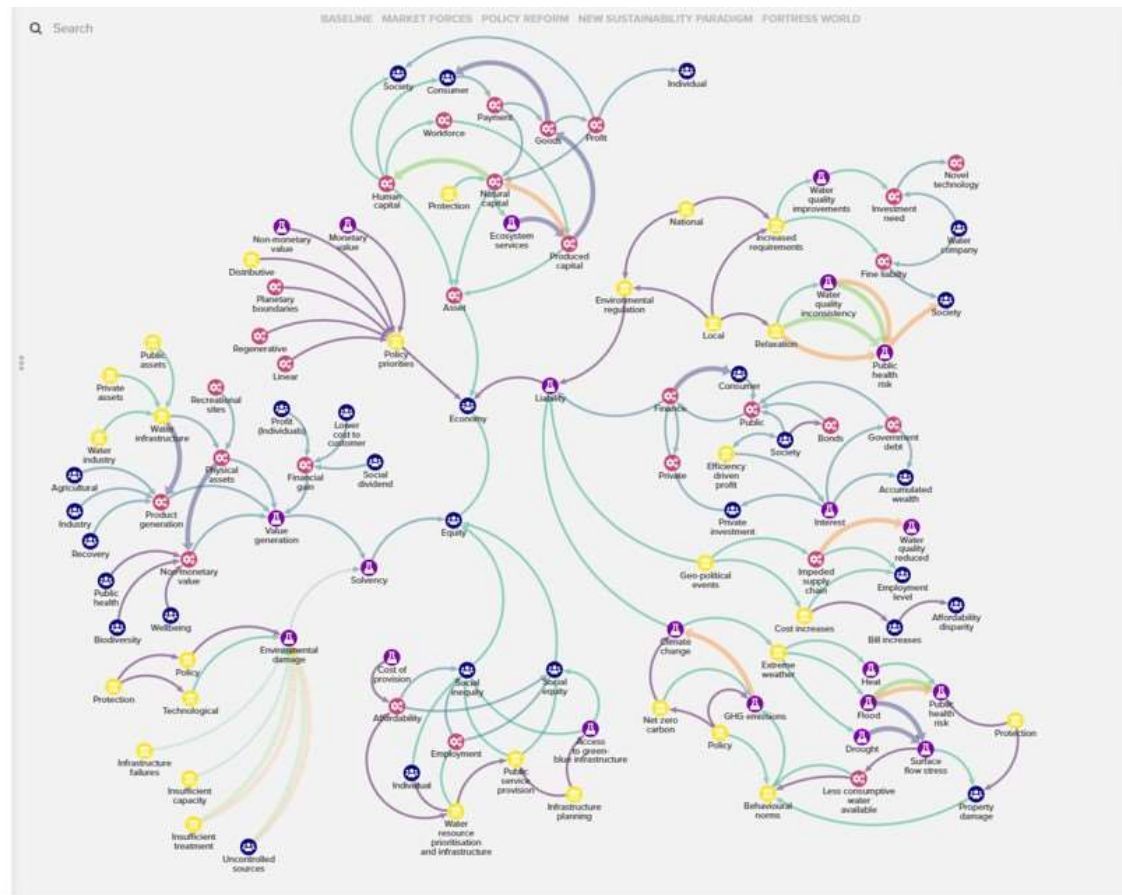 BASELINE MARKET FORCES POLICY REFORM NEW SUSTAINABILITY PARADIGM FORTRESS WORLD
Search
Society
Consumer
Individual
Payment
Workforce
Goods
Profit
Human
capital
Natural
capital
Protection
Ecosystem
services
Produced
capital
Asset
Non-monetary
value
Monetary
value
Distributive
Planetary
boundaries
Regenerative
Linear
Policy
priorities
Economy
National
Environmental
regulation
Local
Liability
Increased
requirements
Water
quality
improvements
Novel
technology
Investment
need
Water
company
Fine liabilty
Society
Water
quality
inconsistency
Relaxation
Public
health
risk
Public
assets
Private
assets
Recreational
sites
Water
infrastructure
Water
industry
Physical
assets
Agricultural
Industry
Recovery
Product
generation
Profit
(Individuals)
Lower
cost to
customer
Financial
gain
Social
dividend
Value
generation
Non-monetary
value
Public
health
Biodiversity
Wellbeing
Solvency
Equity
Finance
Consumer
Public
Society
Bonds
Government
debt
Private
Efficiency
driven
profit
Accumulated
wealth
Private
investment
Interest
Water
quality
reduced
Geo-political
events
Impeded
supply
chain
Employment
level
Cost increases
Bill increases
Affordability
disparity
Environmental
damage
Policy
Protection
Technological
Infrastructure
failures
Insufficient
capacity
Insufficient
treatment
Uncontrolled
sources
Cost of
provision
Social
inequity
Social
equity
Affordability
Employment
Individual
Public
service
provision
Access
to green-
blue infrastructure
Infrastructure
planning
Water
resource
prioritisation
and infrastructure
Climate
change
Extreme
weather
Heat
Flood
Public
health
risk
Net zero
carbon
GHG emissions
Policy
Drought
Surface
flow stress
Protection
Less consumptive
water
available
Behavioural
norms
Property
damage